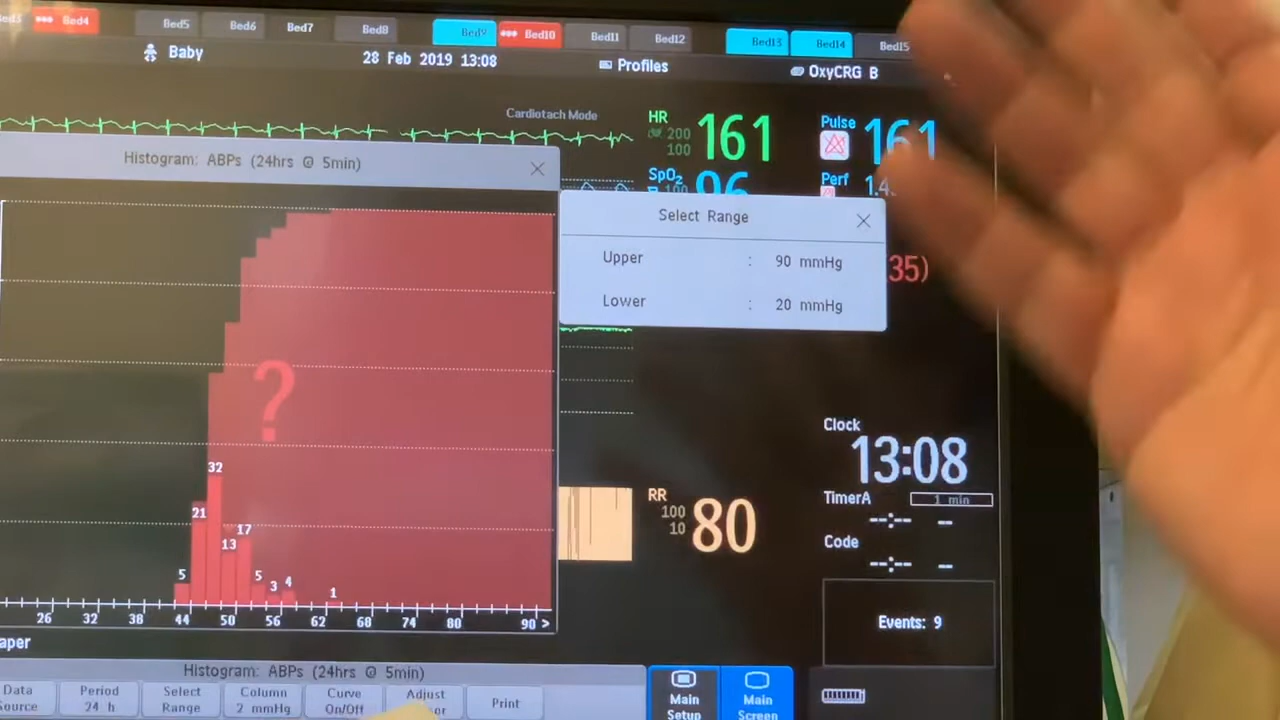 Bed3 *** Bed4 Bed5 Bed6 Bed7 Bed8 Bed9 *** Bed10 Bed11 Bed12 Bed13 Bed14 Bed15
Baby 28 Feb 2019 13:08 Profiles OxyCRG B
Cardiotach Mode
HR 200 100 161
Pulse 161
SpO₂ 96
Perf 1.4
Histogram: ABPs (24hrs @ 5min)
Select Range
Upper : 90 mmHg
Lower : 20 mmHg
35)
?
32
21
13
17
5
5
3
4
1
26 32 38 44 50 56 62 68 74 80 90 >
RR 100 10 80
Clock
13:08
TimerA 1 min
--:-- --
Code
--:-- --
Events: 9
aper
Histogram: ABPs (24hrs @ 5min)
Data Source
Period 24 h
Select Range
Column 2 mmHg
Curve On/Off
Adjust
Print
Main Setup
Main Screen